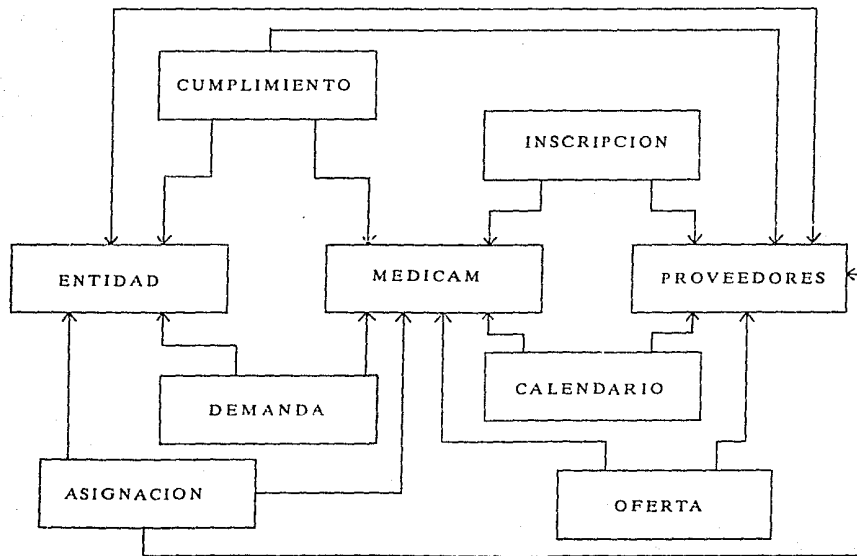 CUMPLIMIENTO
INSCRIPCION
ENTIDAD
MEDICAM
PROVEEDORES
DEMANDA
CALENDARIO
ASIGNACION
OFERTA